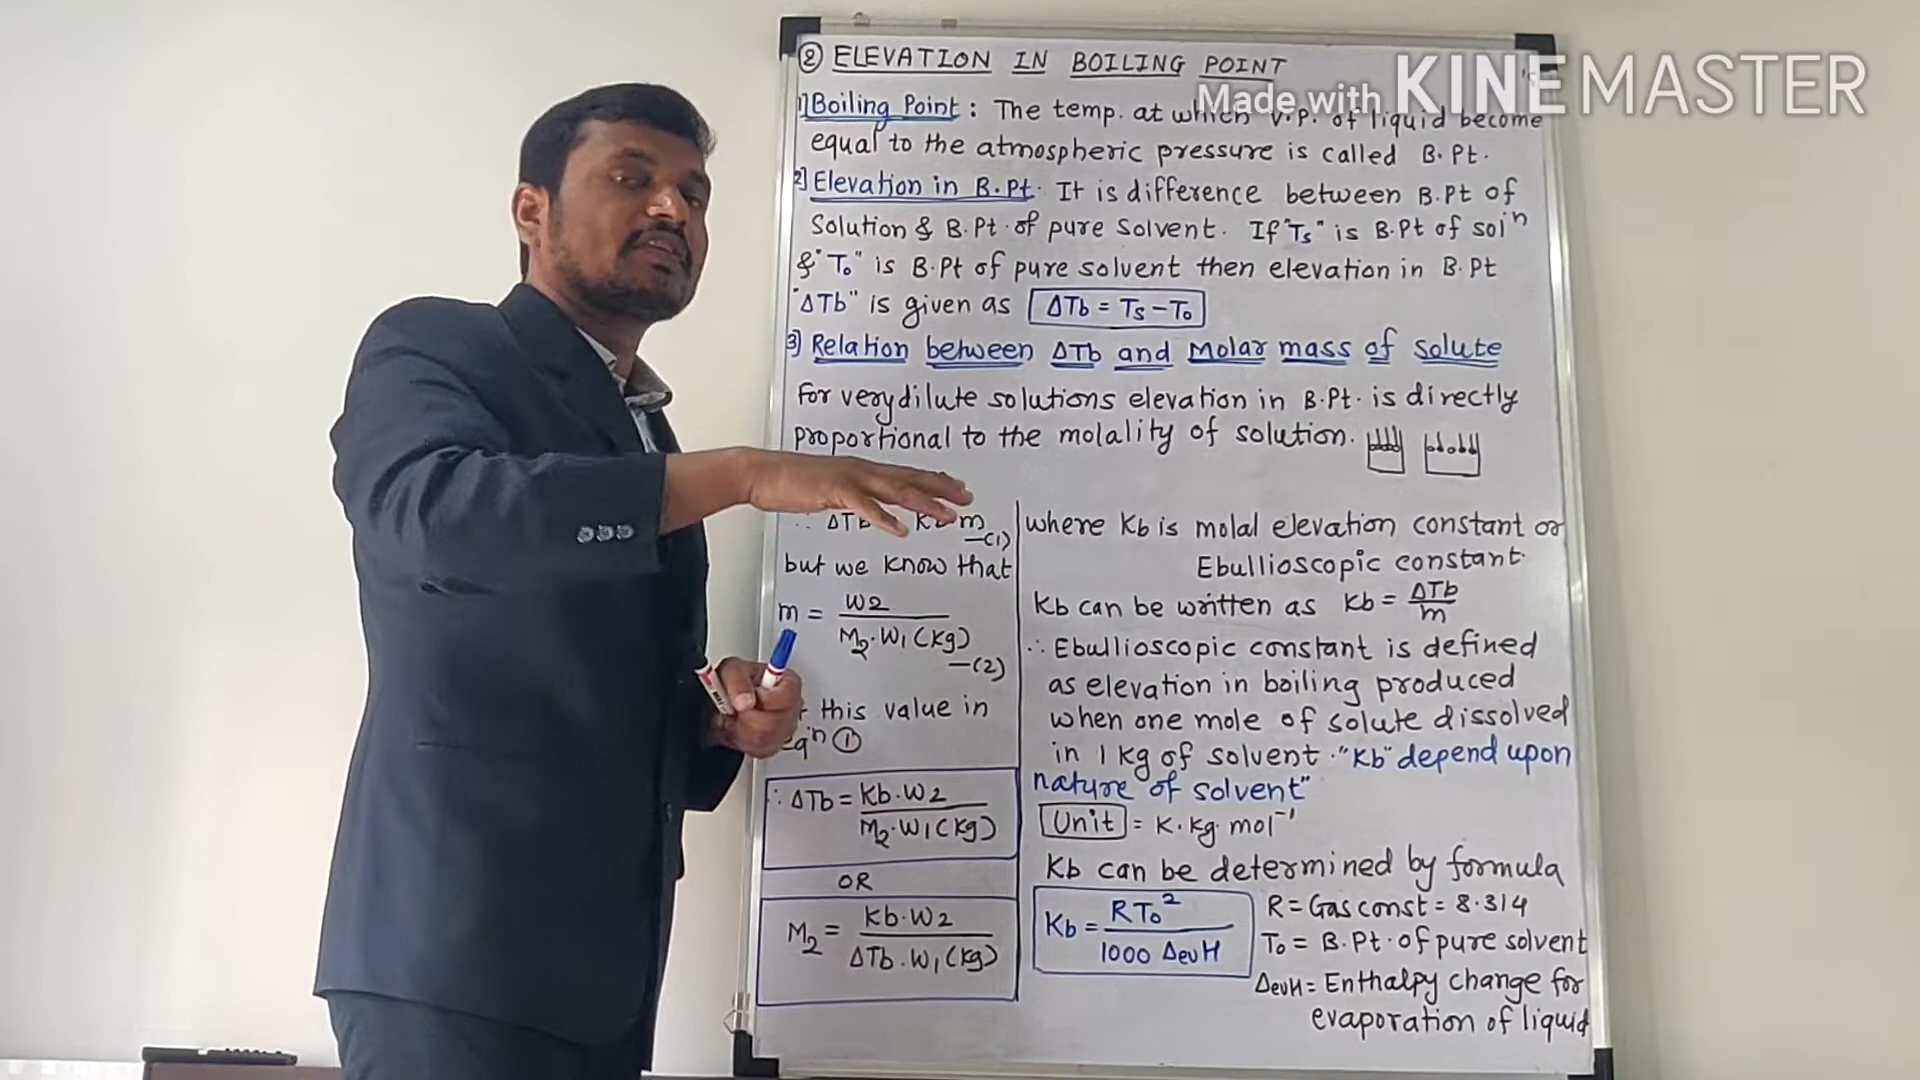 ② ELEVATION IN BOILING POINT
Made with KINEMASTER
1] Boiling Point : The temp. at which V.P. of liquid become
equal to the atmospheric pressure is called B.Pt.
2] Elevation in B.Pt. It is difference between B.Pt of
Solution & B.Pt. of pure solvent. If "Ts" is B.Pt of solⁿ
& "T₀" is B.Pt of pure solvent then elevation in B.Pt
"ΔTb" is given as ΔTb = Ts - T₀
3) Relation between ΔTb and Molar mass of solute
For very dilute solutions elevation in B.Pt. is directly
proportional to the molality of solution.
∴ ΔTb Kb m —(1)
but we know that
m = W2 / M₂.W₁(Kg) —(2)
this value in
eqⁿ ①
∴ ΔTb = Kb.W2 / M₂.W₁(Kg)
OR
M₂ = Kb.W2 / ΔTb.W₁(Kg)
where Kb is molal elevation constant or
Ebullioscopic constant.
Kb can be written as Kb = ΔTb / m
∴ Ebullioscopic constant is defined
as elevation in boiling produced
when one mole of solute dissolved
in 1 kg of solvent. "Kb" depend upon
nature of solvent"
Unit = K.Kg.mol⁻¹
Kb can be determined by formula
Kb = RT₀² / 1000 ΔevH
R = Gas const = 8.314
T₀ = B.Pt. of pure solvent
ΔevH = Enthalpy change for
evaporation of liquid